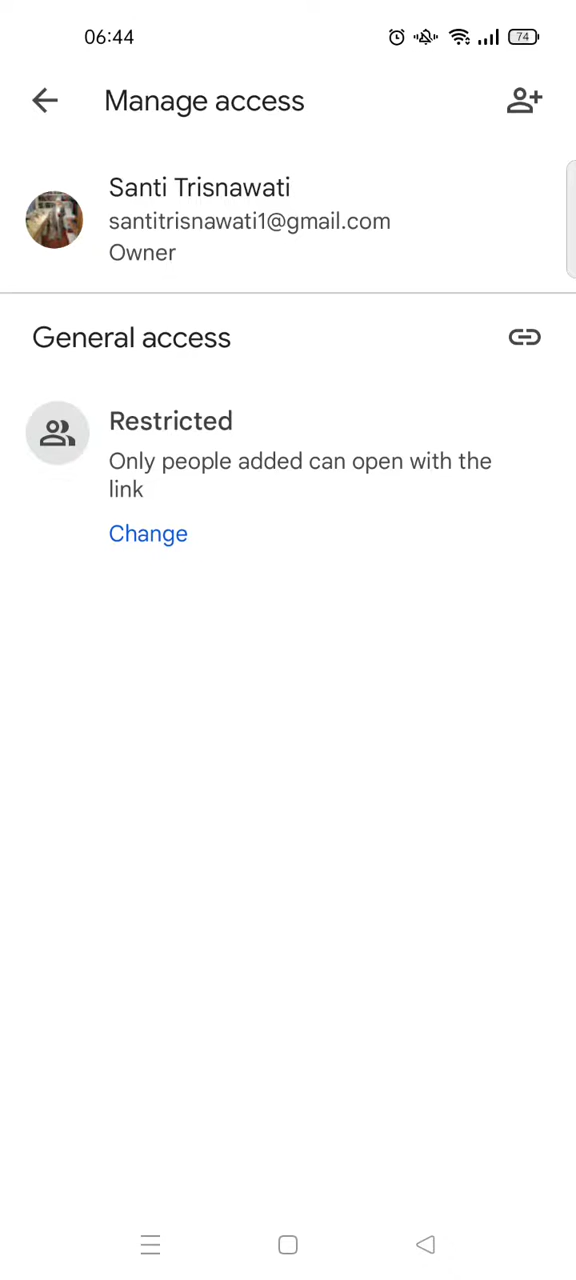 06:44
74
Manage access
Santi Trisnawati
santitrisnawati1@gmail.com
Owner
General access
Restricted
Only people added can open with the
link
Change